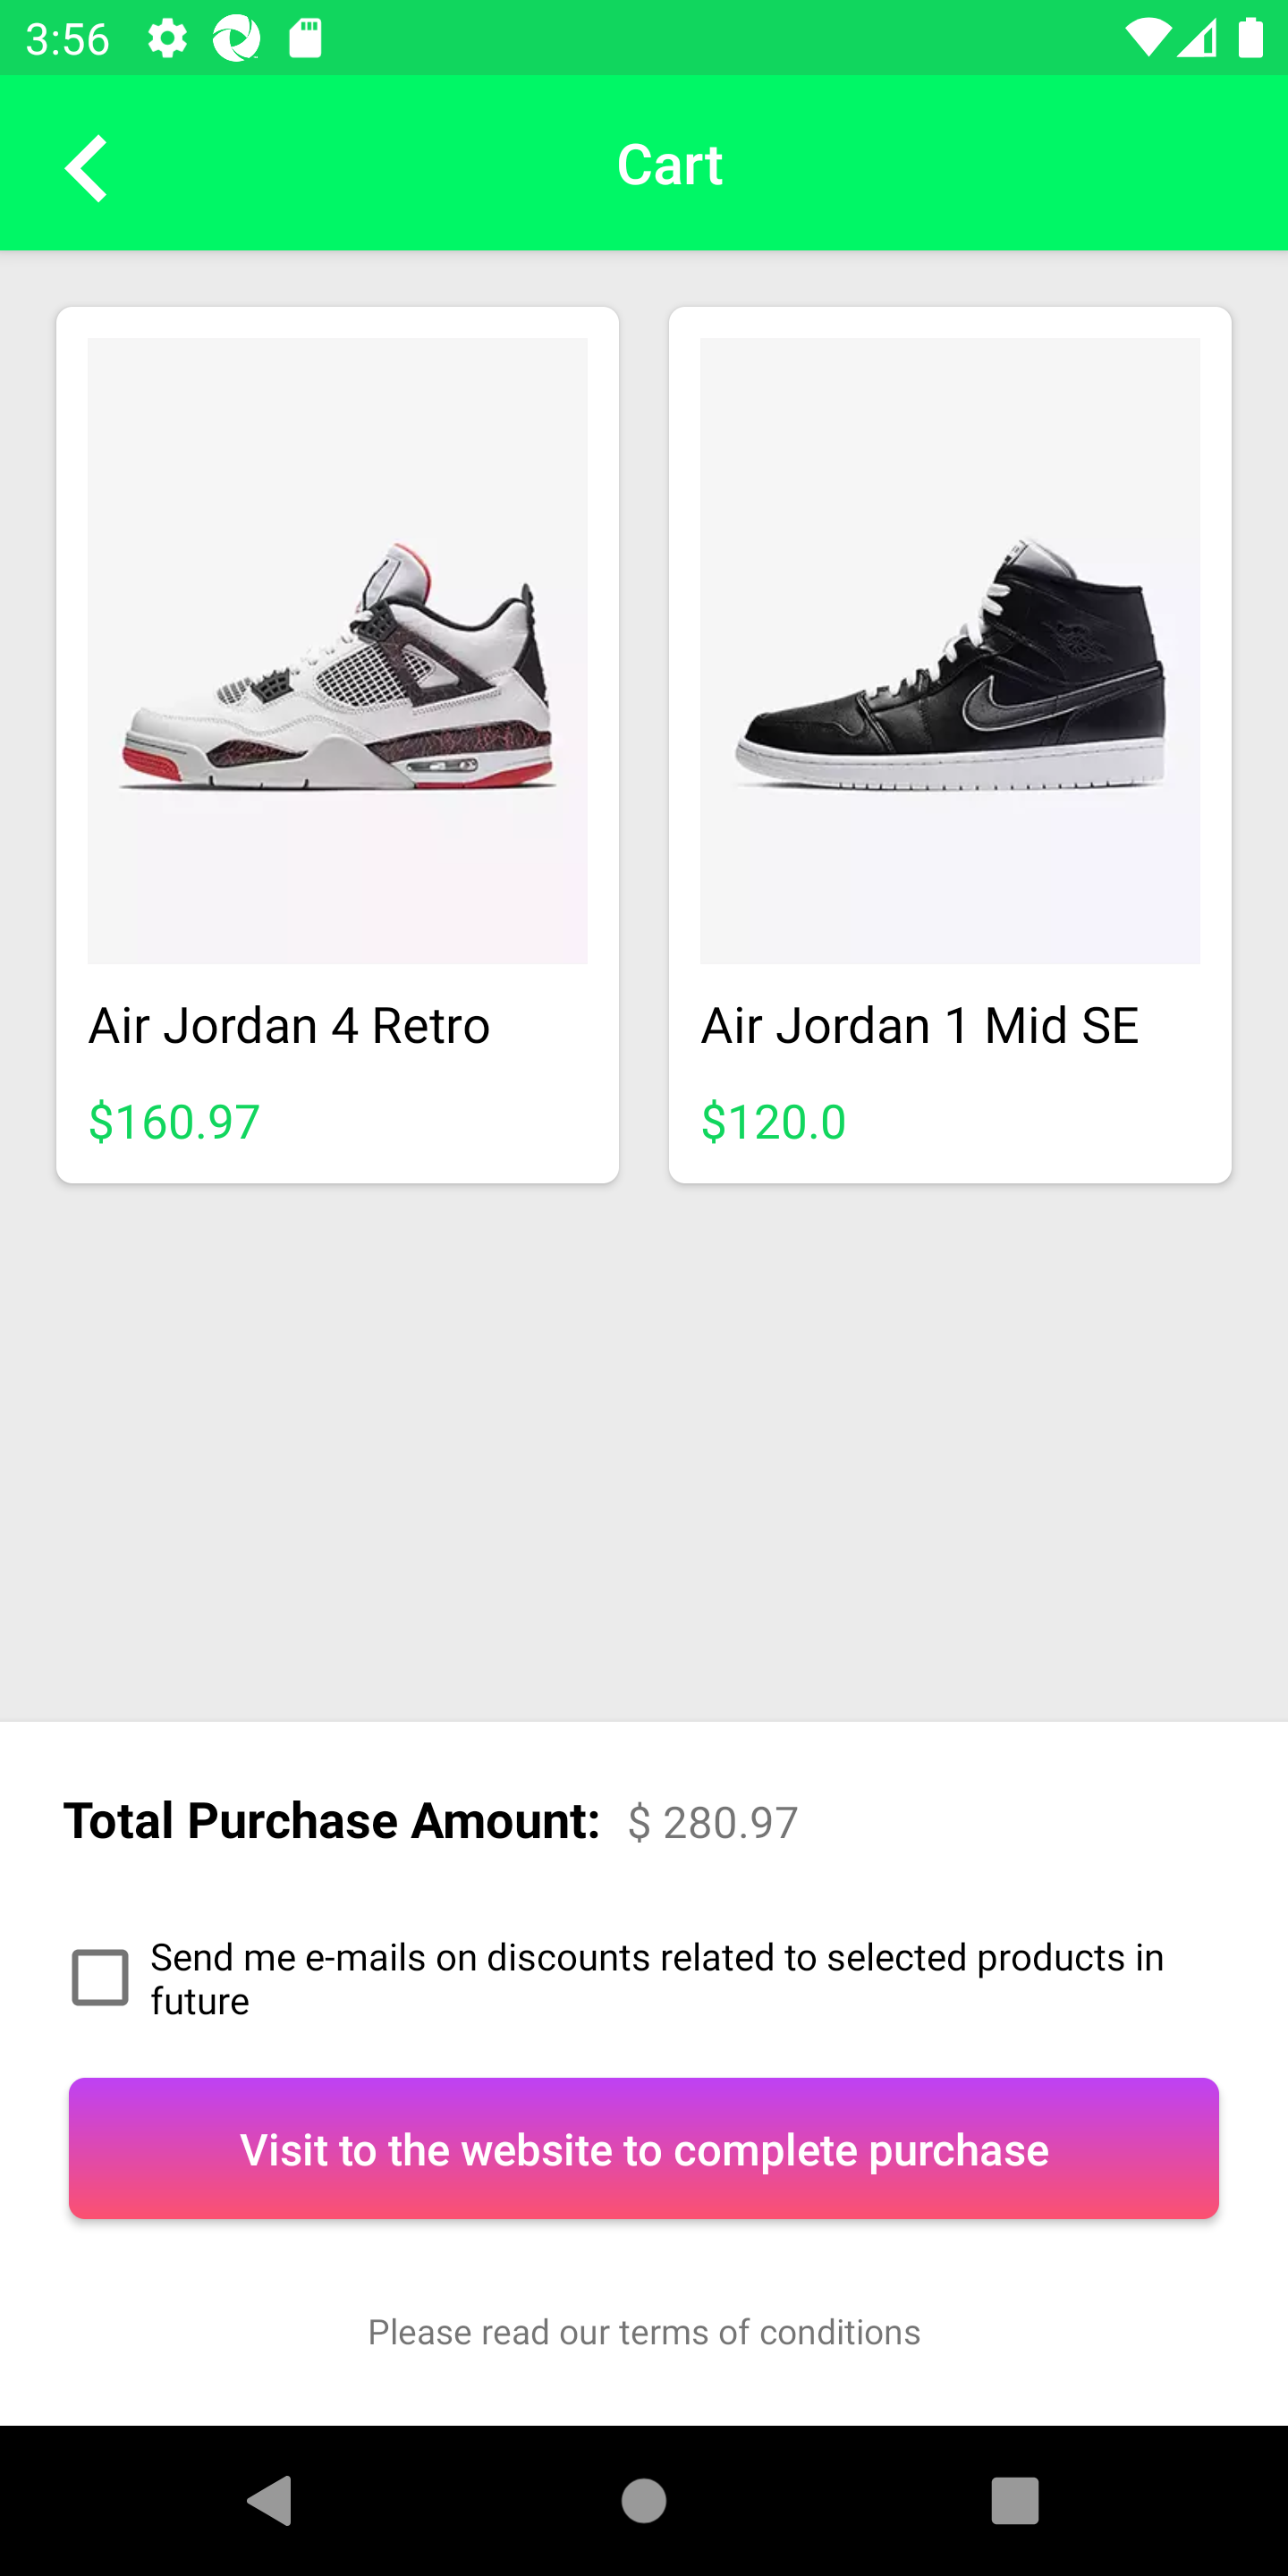 3:56
Cart
Air Jordan 4 Retro
$160.97
Air Jordan 1 Mid SE
$120.0
Total Purchase Amount: $ 280.97
Send me e-mails on discounts related to selected products in
future
Visit to the website to complete purchase
Please read our terms of conditions